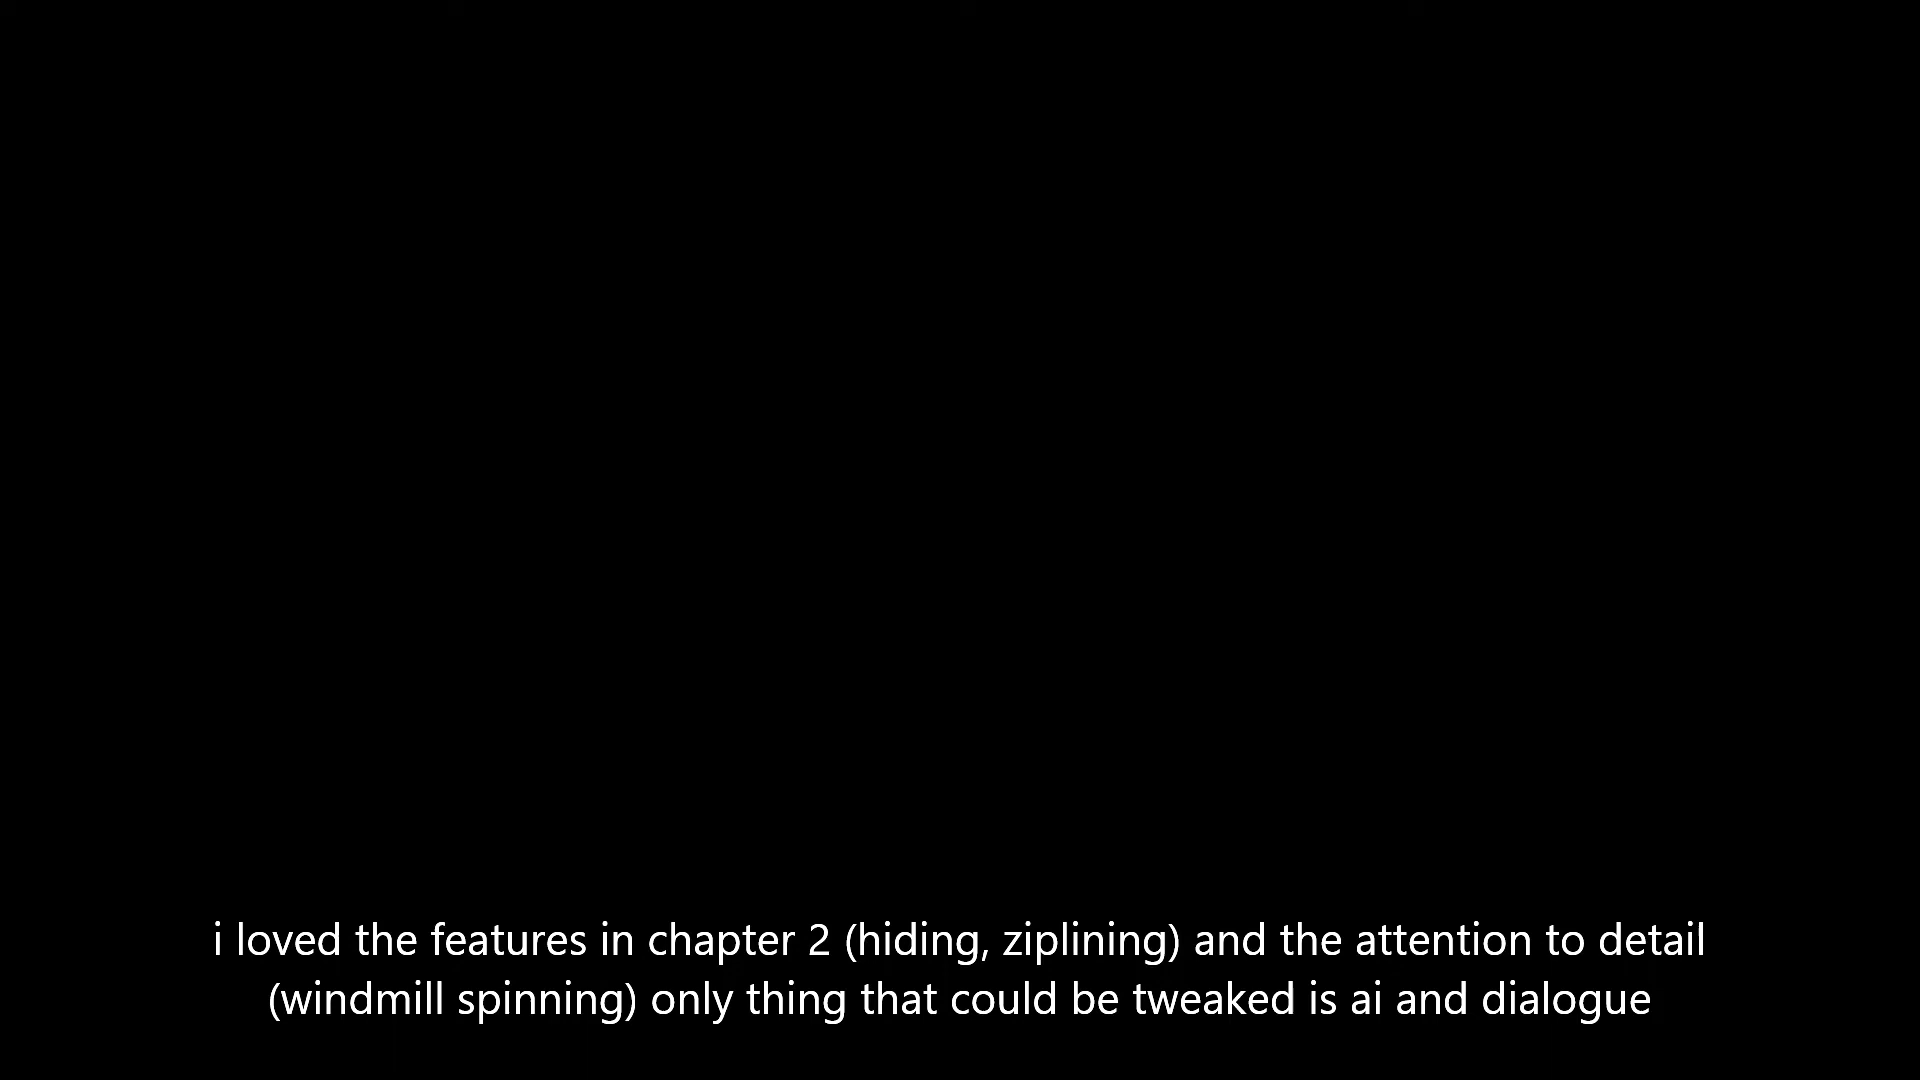 i loved the features in chapter 2 (hiding, ziplining) and the attention to detail
(windmill spinning) only thing that could be tweaked is ai and dialogue